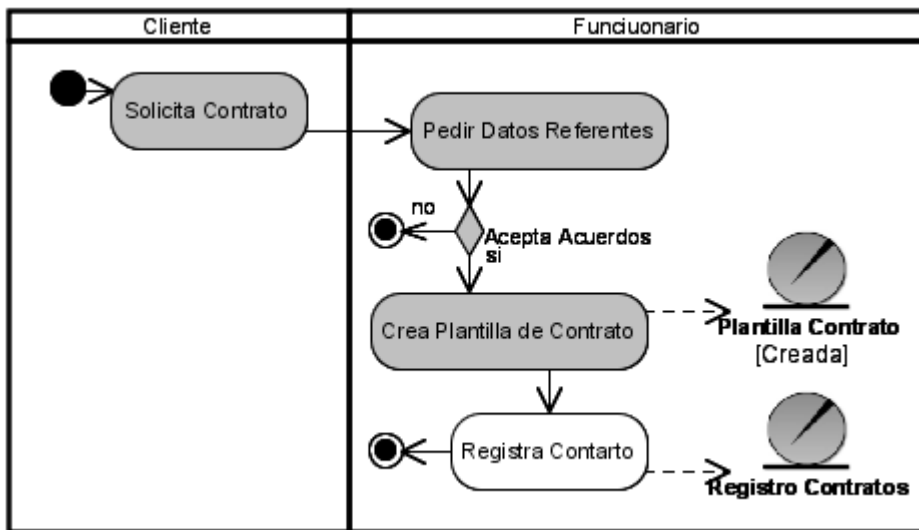 Cliente
Funciuonario
Solicita Contrato
Pedir Datos Referentes
no
Acepta Acuerdos
si
Crea Plantilla de Contrato
Plantilla Contrato
[Creada]
Registra Contarto
Registro Contratos